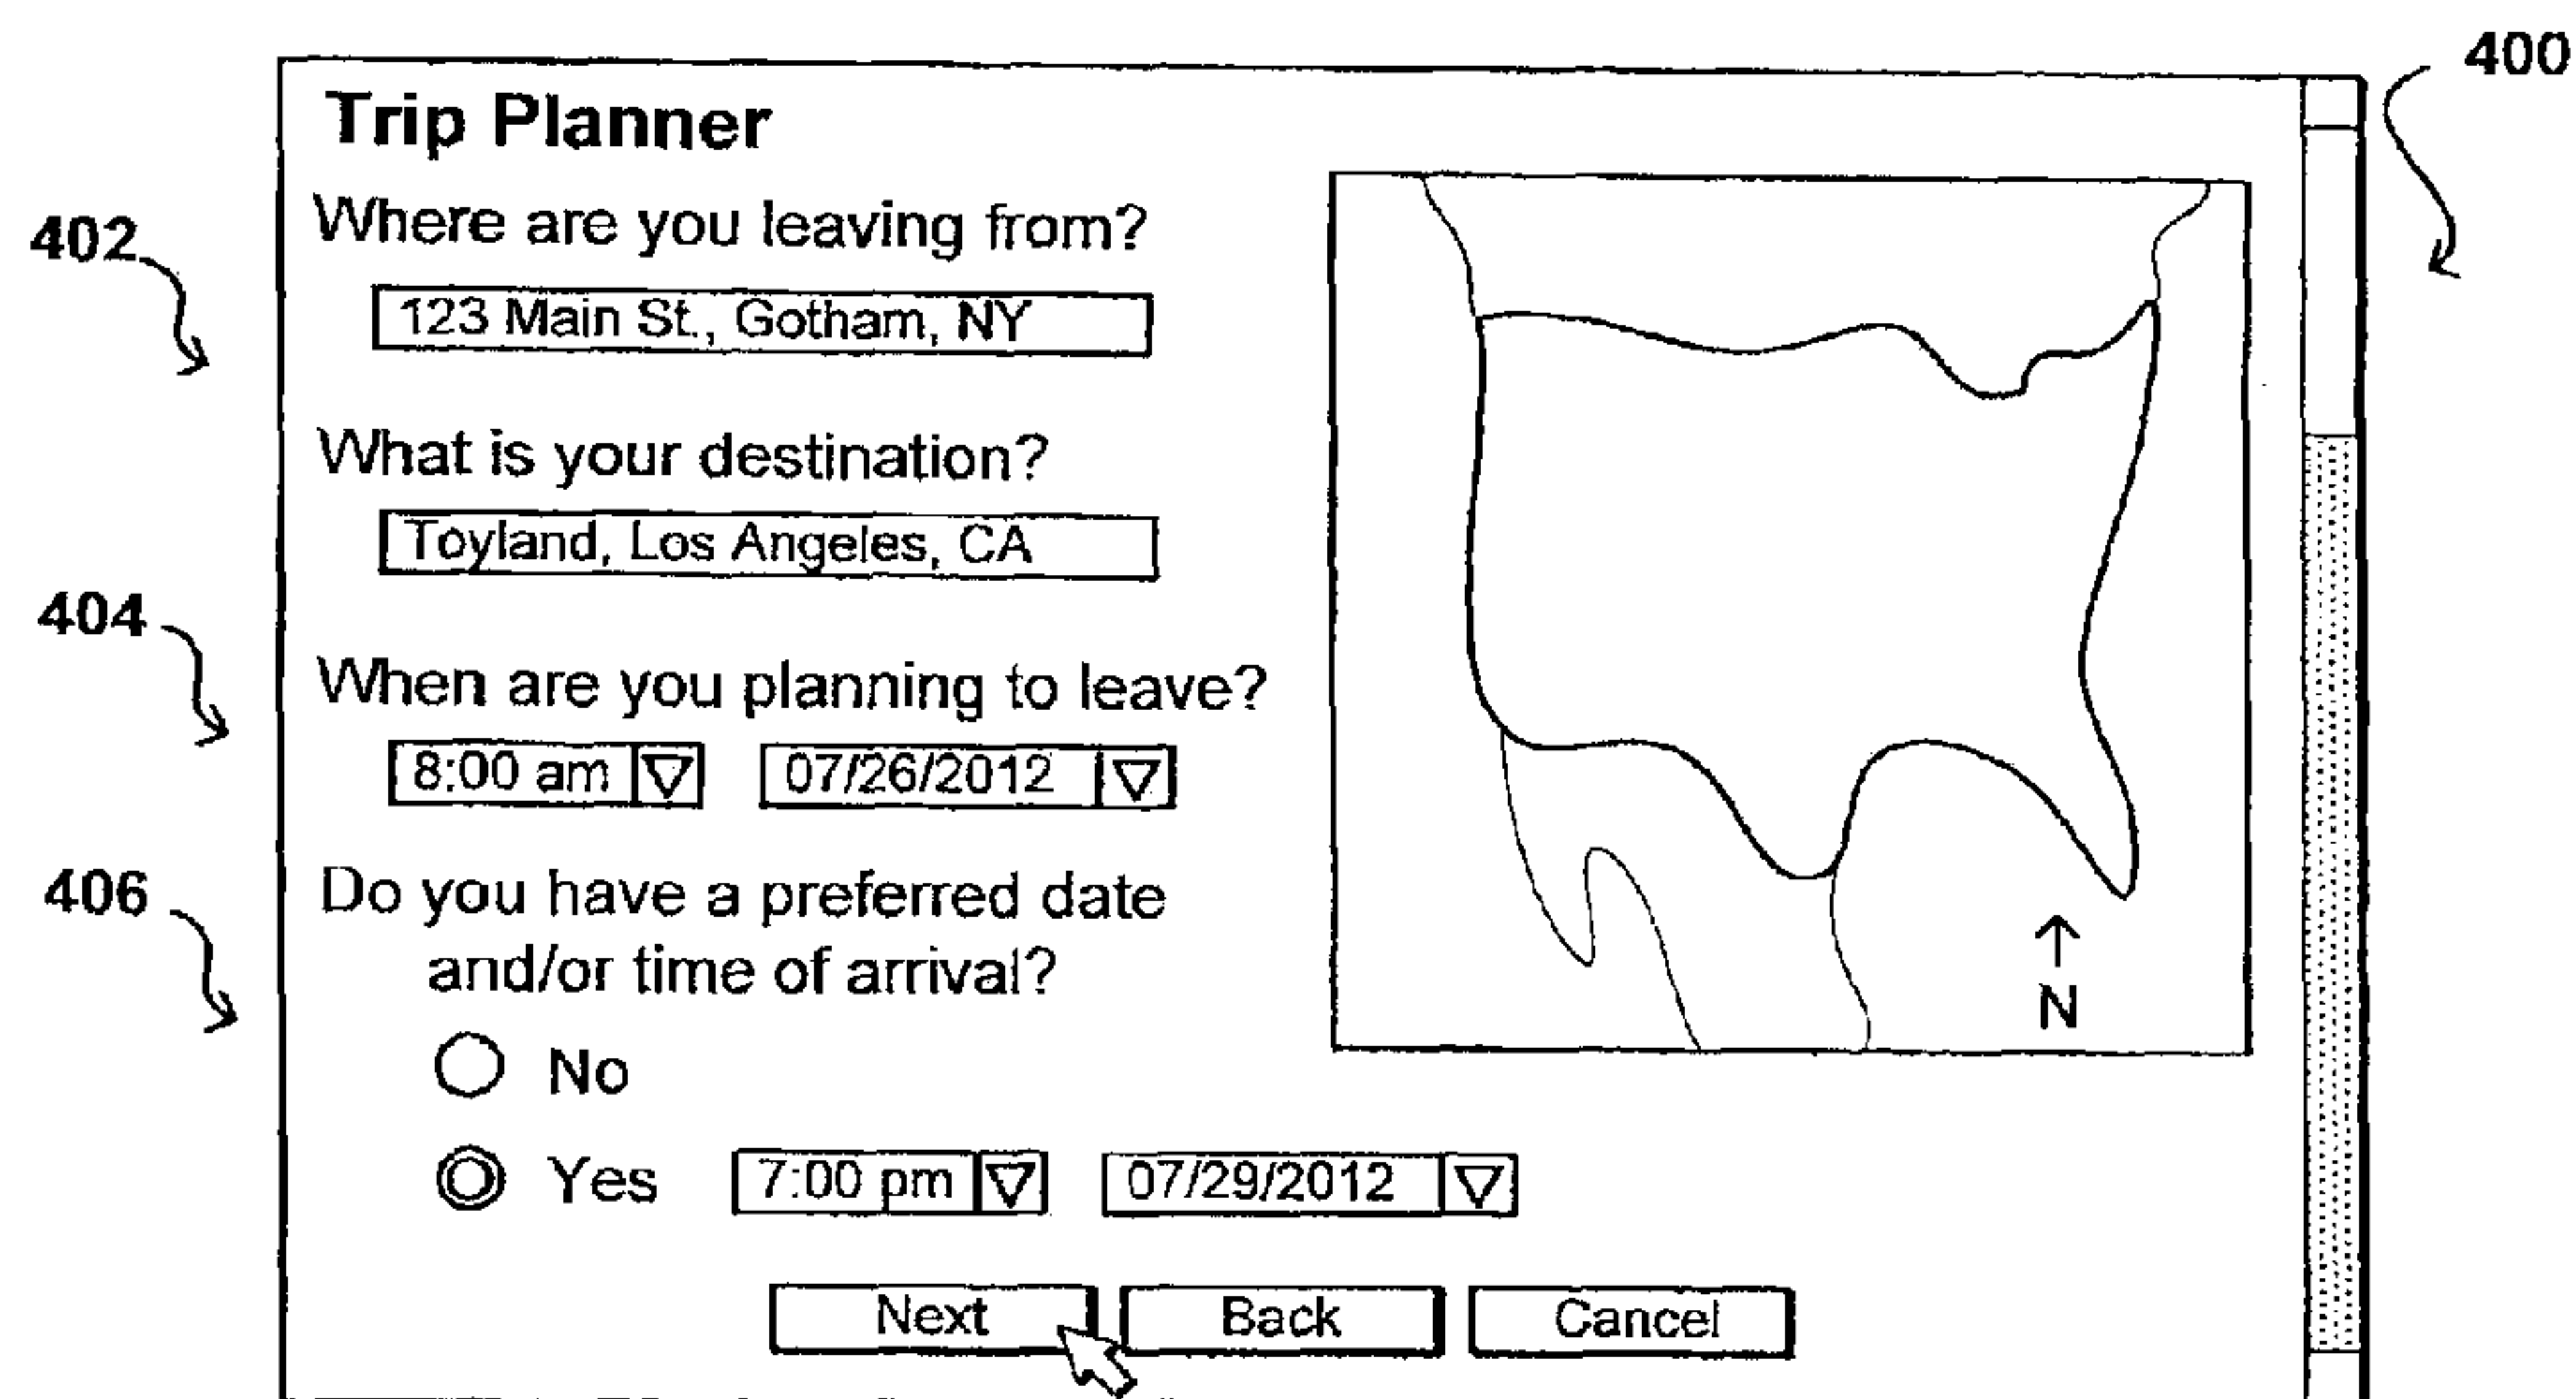 400
Trip Planner
402
Where are you leaving from?
123 Main St., Gotham, NY
What is your destination?
Toyland, Los Angeles, CA
404
When are you planning to leave?
8:00 am 07/26/2012
406
Do you have a preferred date
and/or time of arrival?
N
No
Yes 7:00 pm 07/29/2012
Next Back Cancel